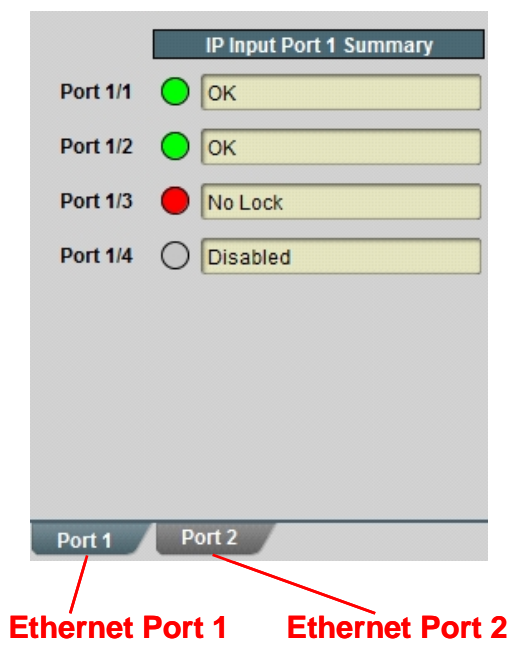 IP Input Port 1 Summary
Port 1/1 OK
Port 1/2 OK
Port 1/3 No Lock
Port 1/4 Disabled
Port 1 Port 2
Ethernet Port 1 Ethernet Port 2